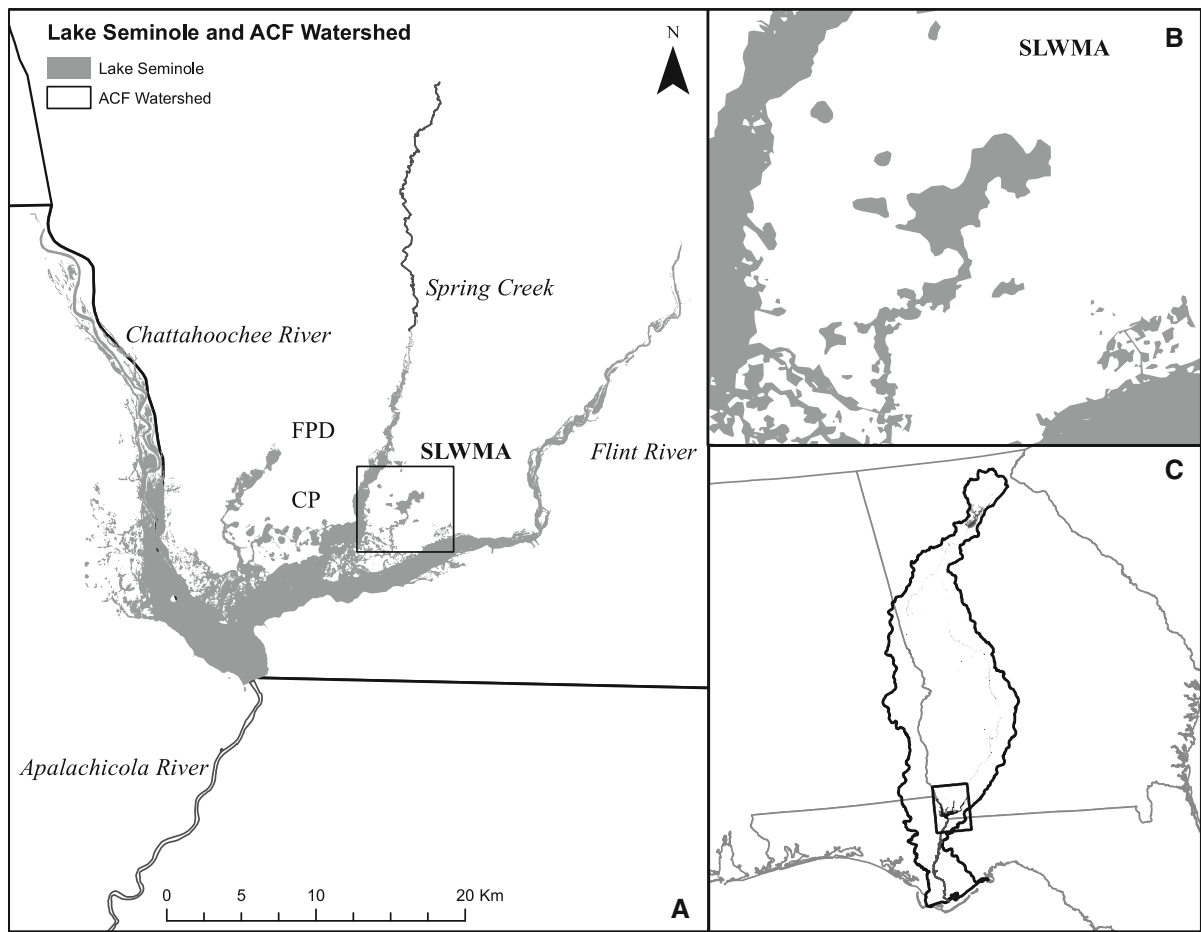 Lake Seminole and ACF Watershed
Lake Seminole
ACF Watershed
N
Chattahoochee River
Spring Creek
FPD
CP
SLWMA
Flint River
Apalachicola River
0 5 10 20 Km
A
SLWMA
B
C